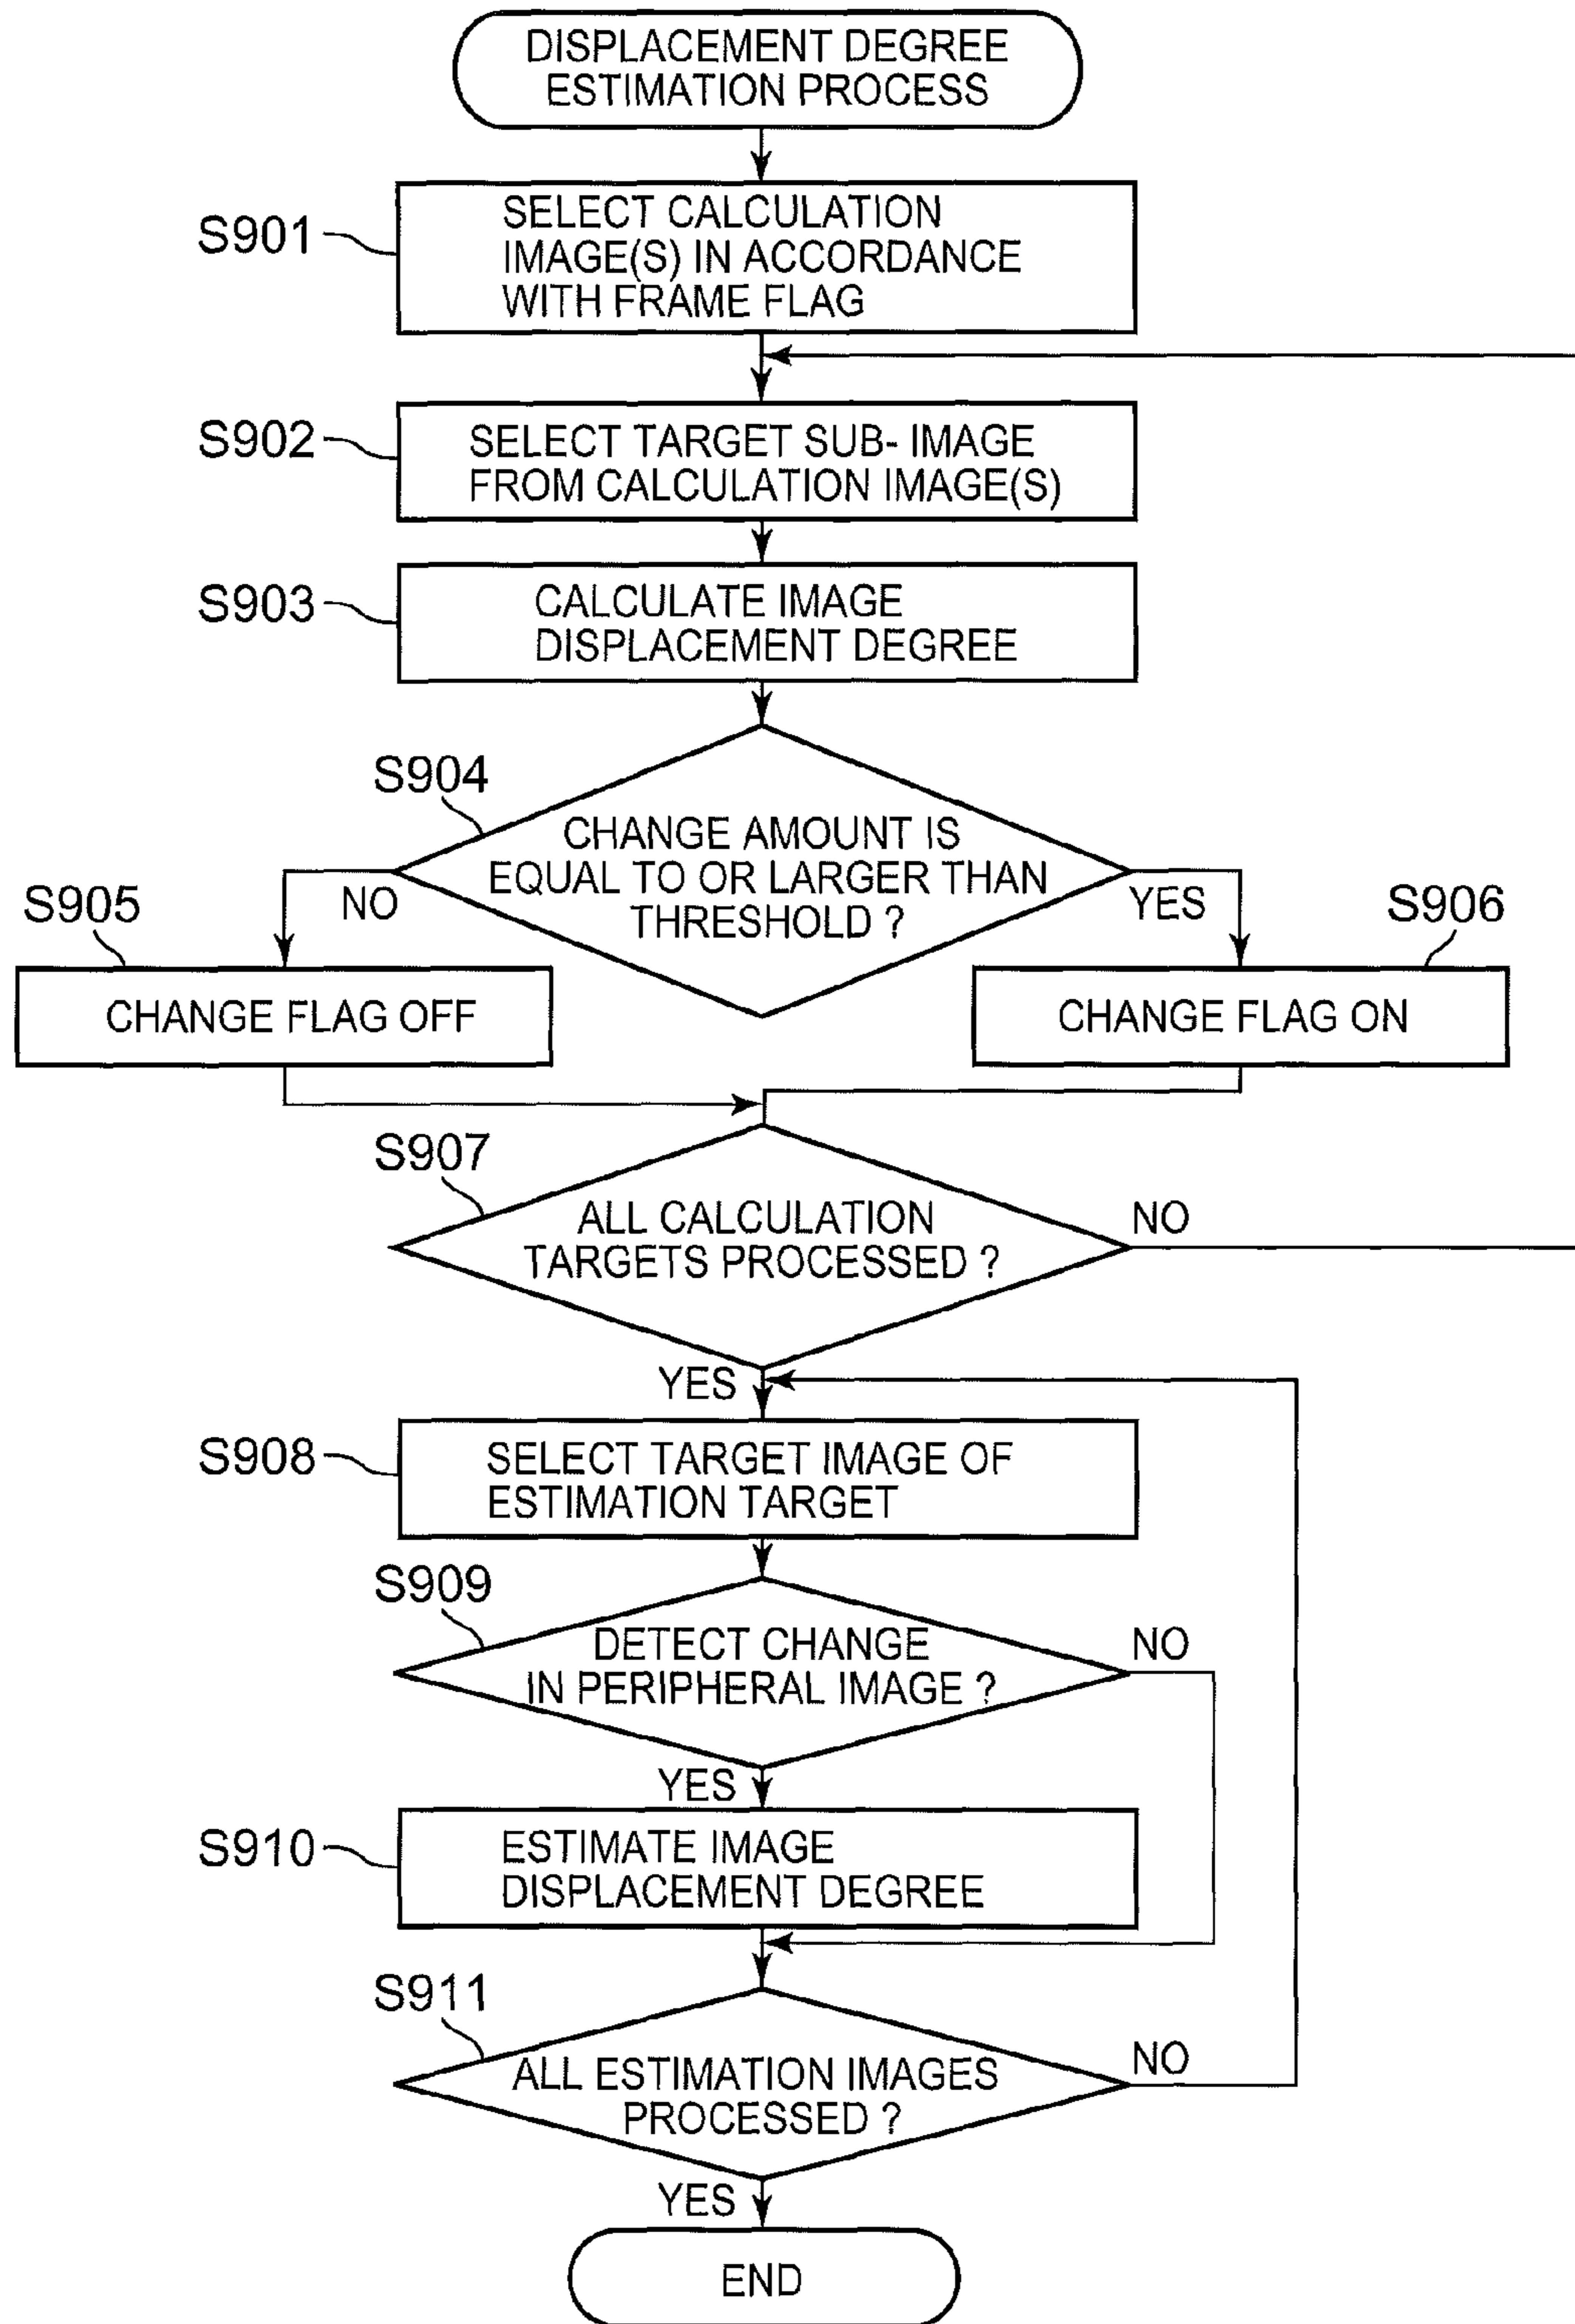 DISPLACEMENT DEGREE
ESTIMATION PROCESS
S901
SELECT CALCULATION
IMAGE(S) IN ACCORDANCE
WITH FRAME FLAG
S902
SELECT TARGET SUB- IMAGE
FROM CALCULATION IMAGE(S)
S903
CALCULATE IMAGE
DISPLACEMENT DEGREE
S904
CHANGE AMOUNT IS
EQUAL TO OR LARGER THAN
THRESHOLD ?
NO
YES
S905
CHANGE FLAG OFF
S906
CHANGE FLAG ON
S907
ALL CALCULATION
TARGETS PROCESSED ?
NO
YES
S908
SELECT TARGET IMAGE OF
ESTIMATION TARGET
S909
DETECT CHANGE
IN PERIPHERAL IMAGE ?
NO
YES
S910
ESTIMATE IMAGE
DISPLACEMENT DEGREE
S911
ALL ESTIMATION IMAGES
PROCESSED ?
NO
YES
END